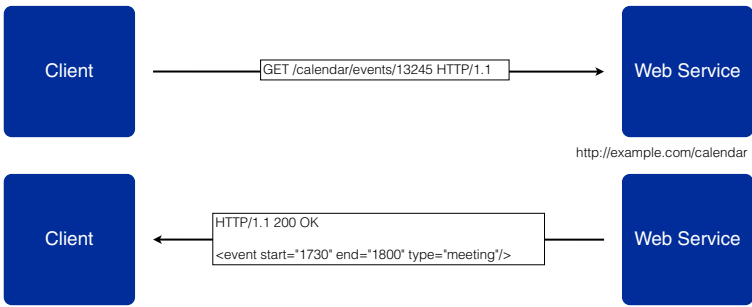 Client
GET /calendar/events/13245 HTTP/1.1
Web Service
http://example.com/calendar
Client
HTTP/1.1 200 OK
<event start="1730" end="1800" type="meeting"/>
Web Service